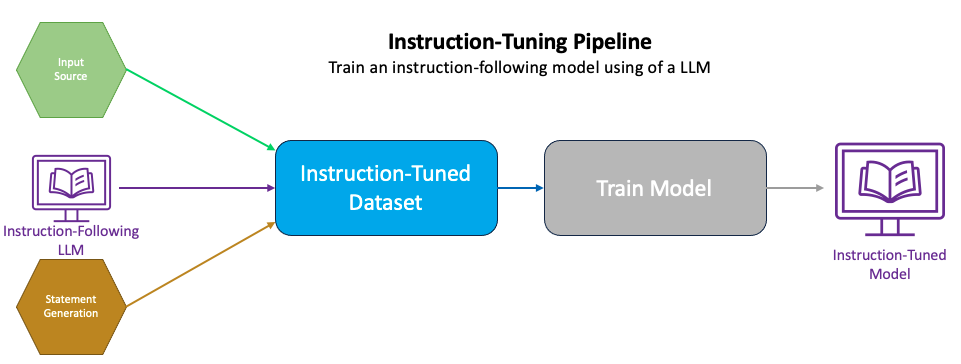 Instruction-Tuning Pipeline
Train an instruction-following model using of a LLM
Input
Source
Instruction-Following
LLM
Statement
Generation
Instruction-Tuned
Dataset
Train Model
Instruction-Tuned
Model